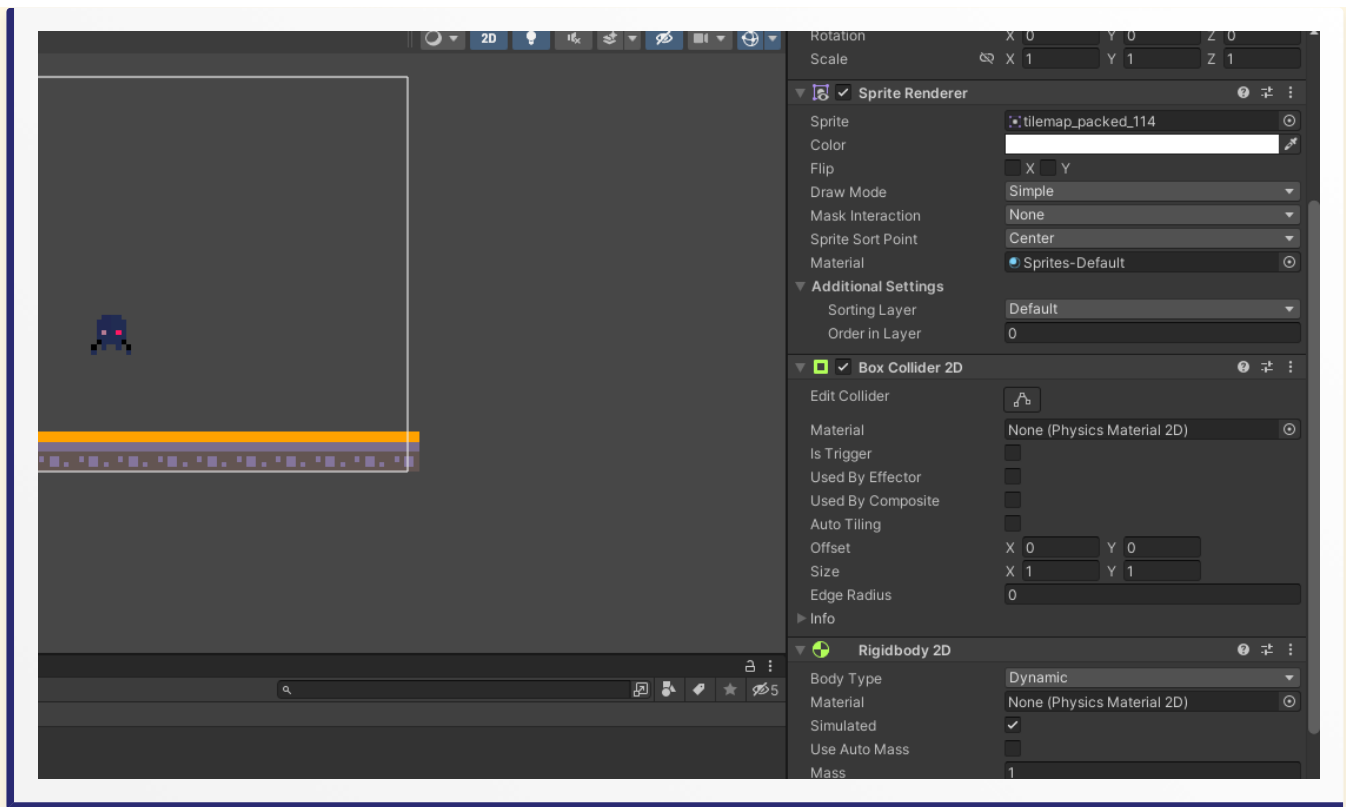 2D
Rotation X 0 Y 0 Z 0
Scale X 1 Y 1 Z 1
Sprite Renderer
Sprite tilemap_packed_114
Color
Flip X Y
Draw Mode Simple
Mask Interaction None
Sprite Sort Point Center
Material Sprites-Default
Additional Settings
Sorting Layer Default
Order in Layer 0
Box Collider 2D
Edit Collider
Material None (Physics Material 2D)
Is Trigger
Used By Effector
Used By Composite
Auto Tiling
Offset X 0 Y 0
Size X 1 Y 1
Edge Radius 0
Info
Rigidbody 2D
5
Body Type Dynamic
Material None (Physics Material 2D)
Simulated
Use Auto Mass
Mass 1